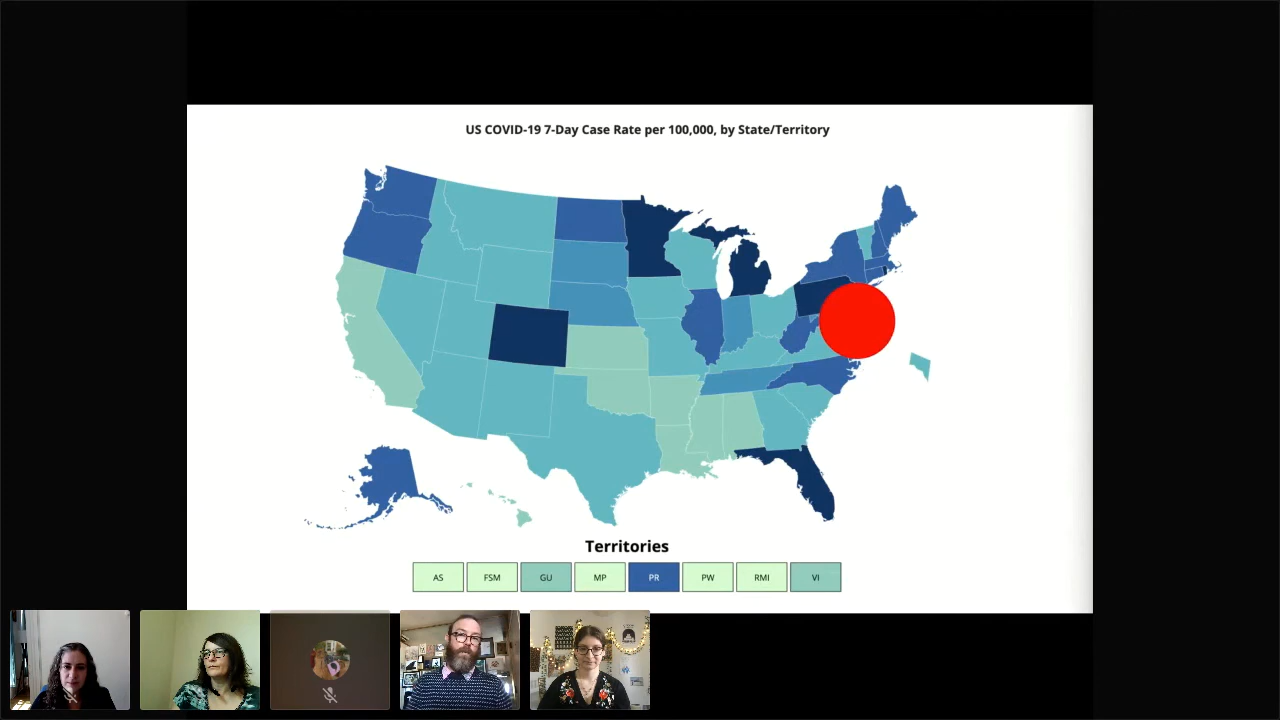 US COVID-19 7-Day Case Rate per 100,000, by State/Territory
Territories
AS FSM GU MP PR PW RMI VI